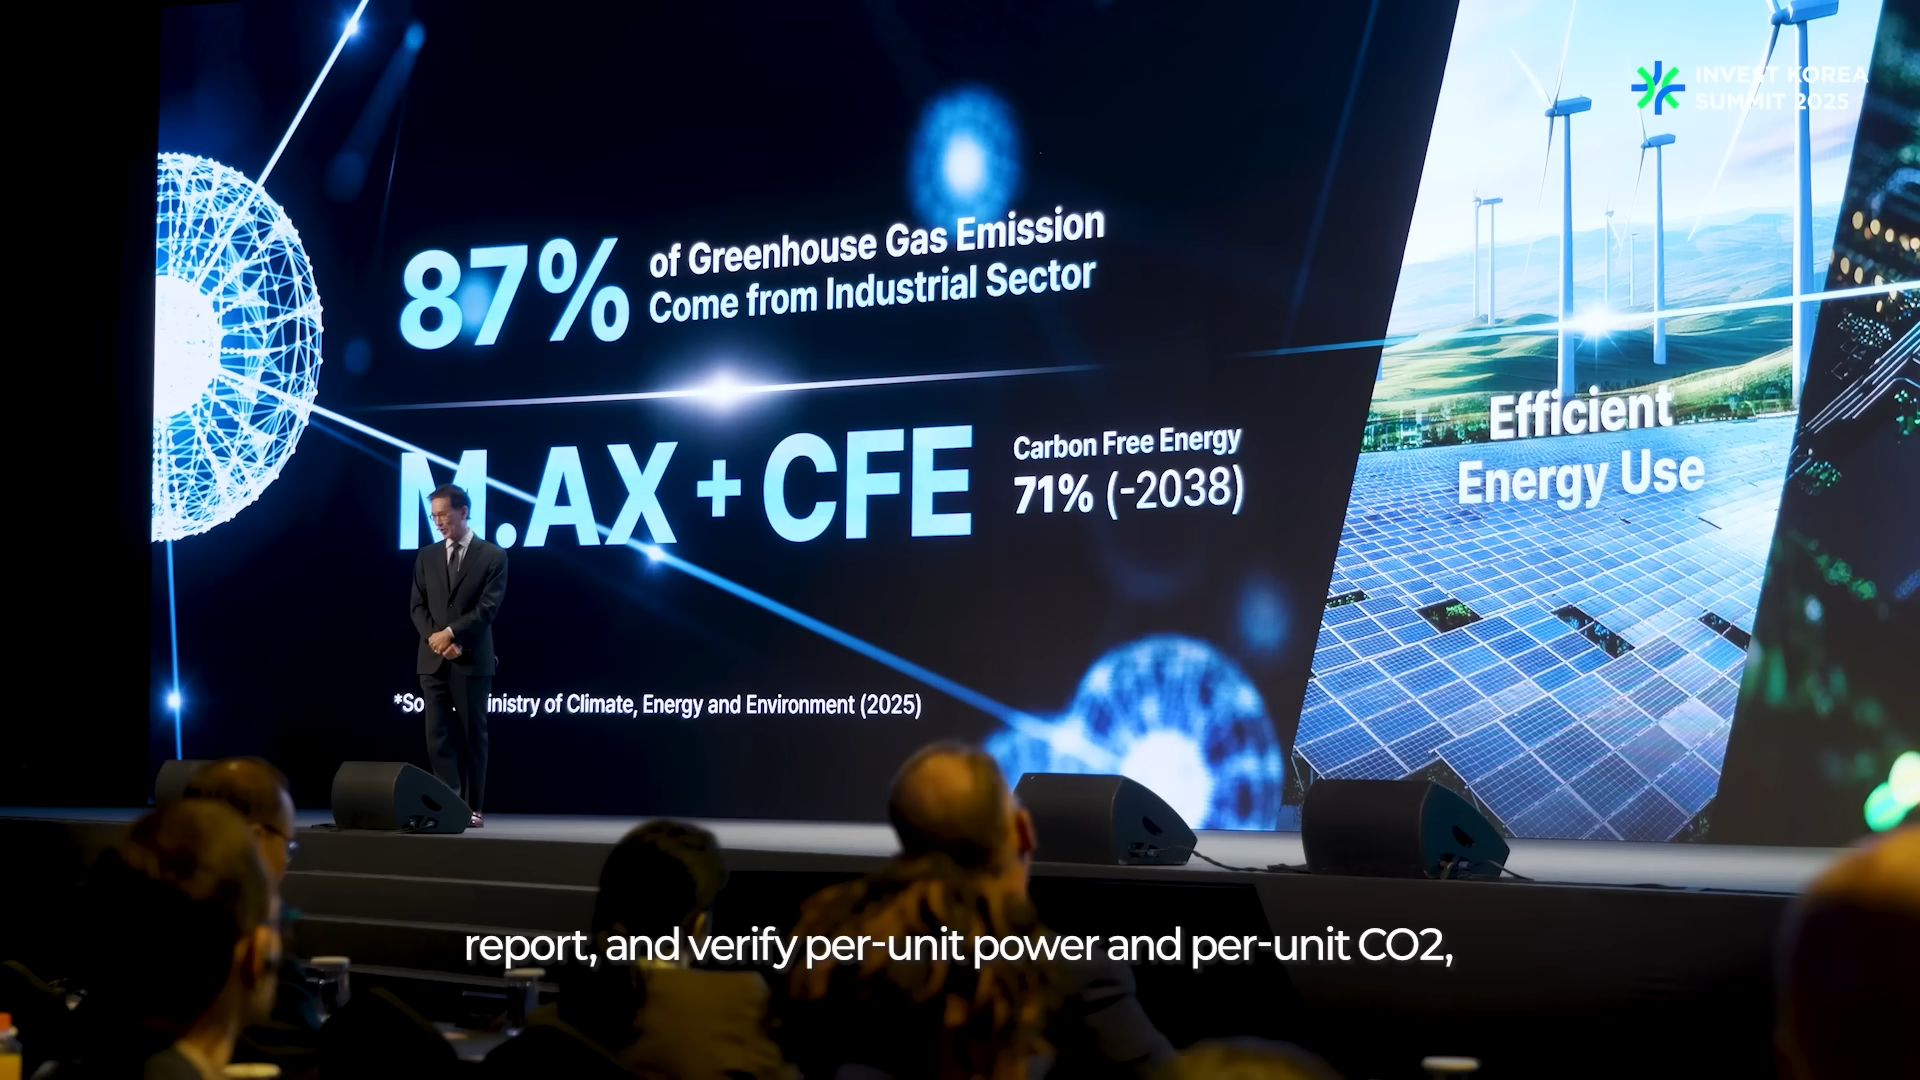 INVEST KOREA
SUMMIT 2025
87%
of Greenhouse Gas Emission
Come from Industrial Sector
M.AX + CFE
Carbon Free Energy
71% (-2038)
Efficient
Energy Use
inistry of Climate, Energy and Environment (2025)
report, and verify per-unit power and per-unit CO2,